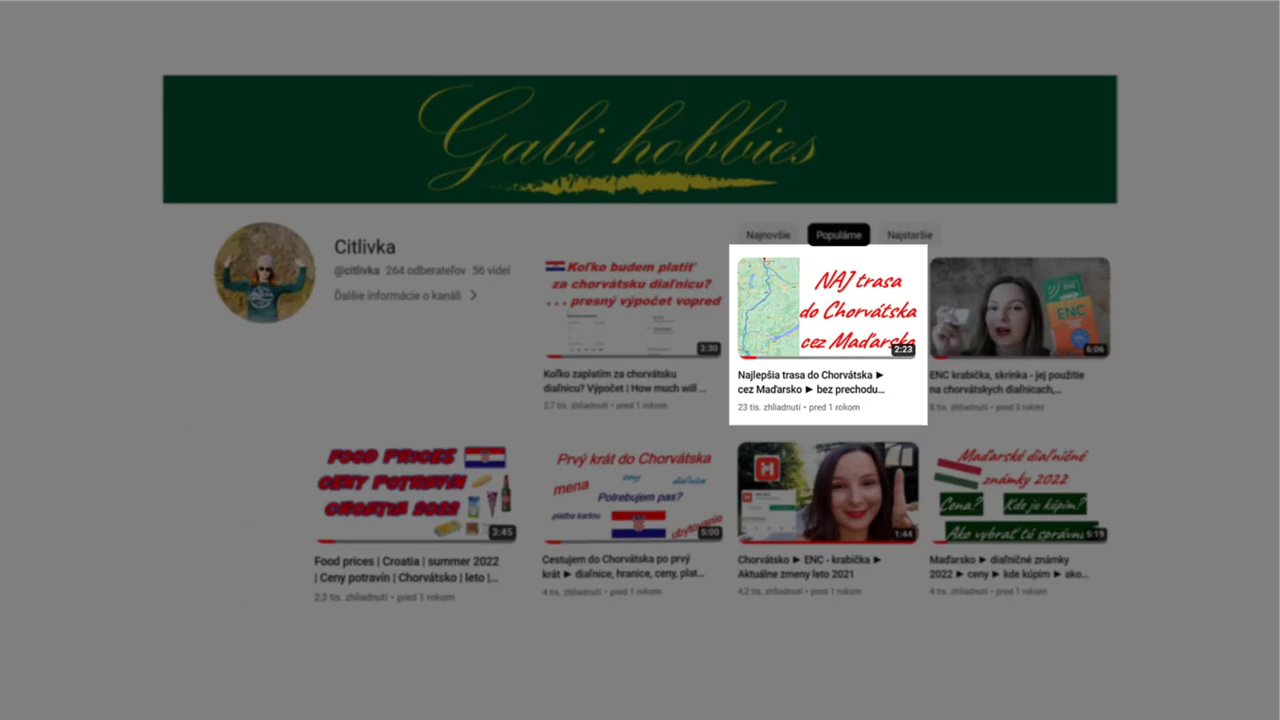 Gabi hobbies
Citlivka
@citlivka 264 odberateľov 56 videí
Ďalšie informácie o kanáli
Najnovšie
Populárne
Najstaršie
Koľko budem platiť
za chorvátsku diaľnicu?
... presný výpočet vopred
3:30
Koľko zaplatím za chorvátsku
diaľnicu? Výpočet | How much will ...
2,7 tis. zhliadnutí • pred 1 rokom
NAJ trasa
do Chorvátska
cez Maďarsko
2:23
Najlepšia trasa do Chorvátska ►
cez Maďarsko ► bez prechodu...
23 tis. zhliadnutí • pred 1 rokom
ENC
6:06
ENC krabička, skrinka - jej použitie
na chorvátskych diaľniciach,...
tis. zhliadnutí • pred 3 rokmi
FOOD PRICES
CENY POTRAVÍN
CROATIA 2022
3:45
Food prices | Croatia | summer 2022
| Ceny potravín | Chorvátsko | leto |...
2,3 tis. zhliadnutí • pred 1 rokom
Prvý krát do Chorvátska
mena
ceny
diaľnica
Potrebujem pas?
platba kartou
ubytovanie
5:00
Cestujem do Chorvátska po prvý
krát ► diaľnice, hranice, ceny, plat...
4 tis. zhliadnutí • pred 1 rokom
1:44
Chorvátsko ► ENC - krabička ►
Aktuálne zmeny leto 2021
4,2 tis. zhliadnutí • pred 1 rokom
Maďarské diaľničné
známky 2022
Cena?
Kde ju kúpim?
Ako vybrať tú správnu
5:19
Maďarsko ► diaľničné známky
2022 ► ceny ► kde kúpim ► ako...
4 tis. zhliadnutí • pred 1 rokom